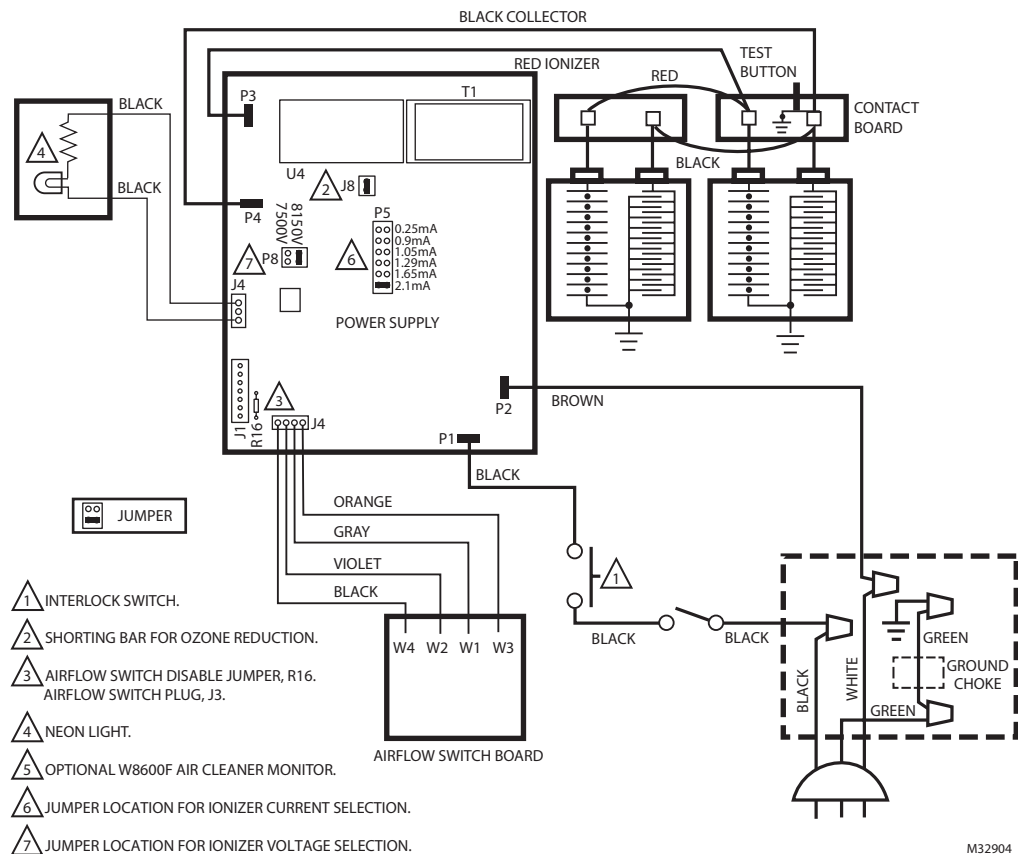 BLACK COLLECTOR
RED IONIZER
RED
TEST
BUTTON
CONTACT
BOARD
BLACK
P3
T1
BLACK
4
U4
2
J8
BLACK
P4
8150V
7500V
P5
0.25mA
0.9mA
1.05mA
1.29mA
1.65mA
2.1mA
7
P8
6
J4
POWER SUPPLY
J1
R16
3
J4
P2
BROWN
P1
BLACK
JUMPER
ORANGE
GRAY
VIOLET
BLACK
1
BLACK
BLACK
BLACK
WHITE
GREEN
GROUND
CHOKE
GREEN
W4 W2 W1 W3
AIRFLOW SWITCH BOARD
1 INTERLOCK SWITCH.
2 SHORTING BAR FOR OZONE REDUCTION.
3 AIRFLOW SWITCH DISABLE JUMPER, R16.
AIRFLOW SWITCH PLUG, J3.
4 NEON LIGHT.
5 OPTIONAL W8600F AIR CLEANER MONITOR.
6 JUMPER LOCATION FOR IONIZER CURRENT SELECTION.
7 JUMPER LOCATION FOR IONIZER VOLTAGE SELECTION.
M32904